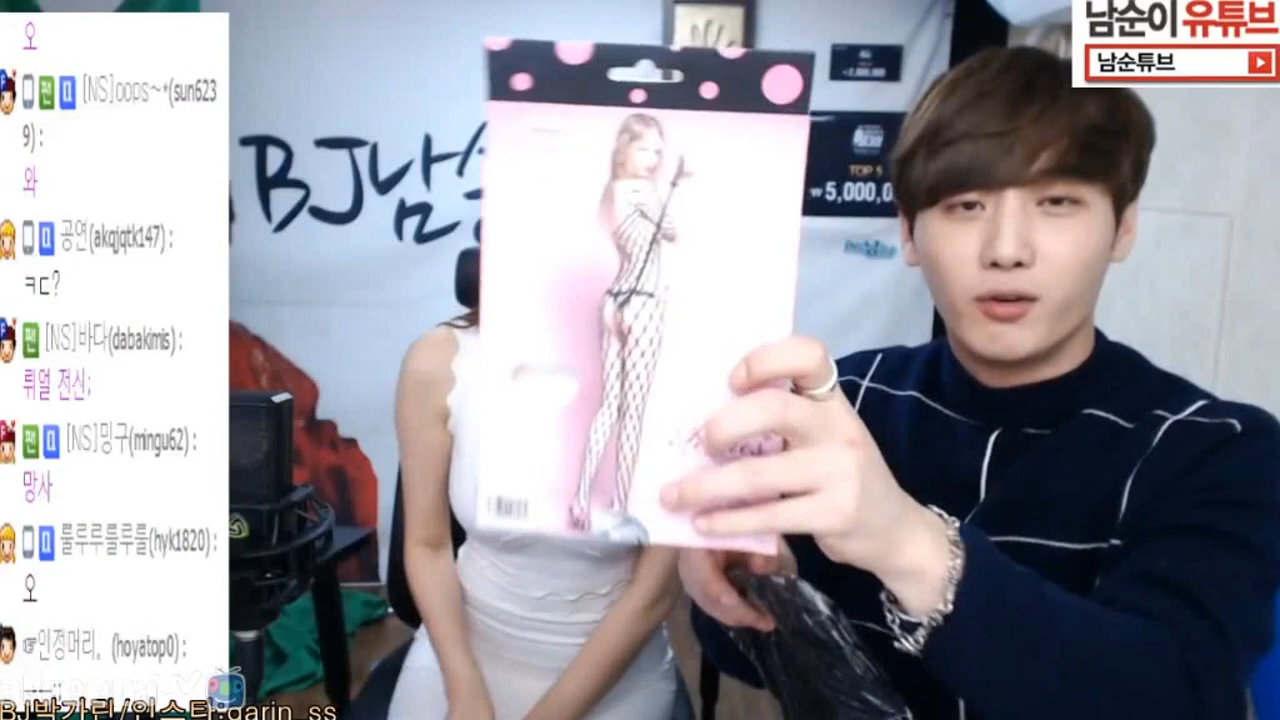 오
[NS]oops~*(sun623
9) :
와
공연(akqjqtk147) :
ㅋㄷ?
[NS]바다(dabakimis) :
뤼얼 전신;
[NS]밍구(mingu62) :
망사
룰루루룰루룰(hyk1820) :
오
☞인정머리。(hoyatop0) :
BJ박가린/인스타:garin_ss
BJ남순
TOP 5
₩5,000,0
남순이 유튜브
남순튜브